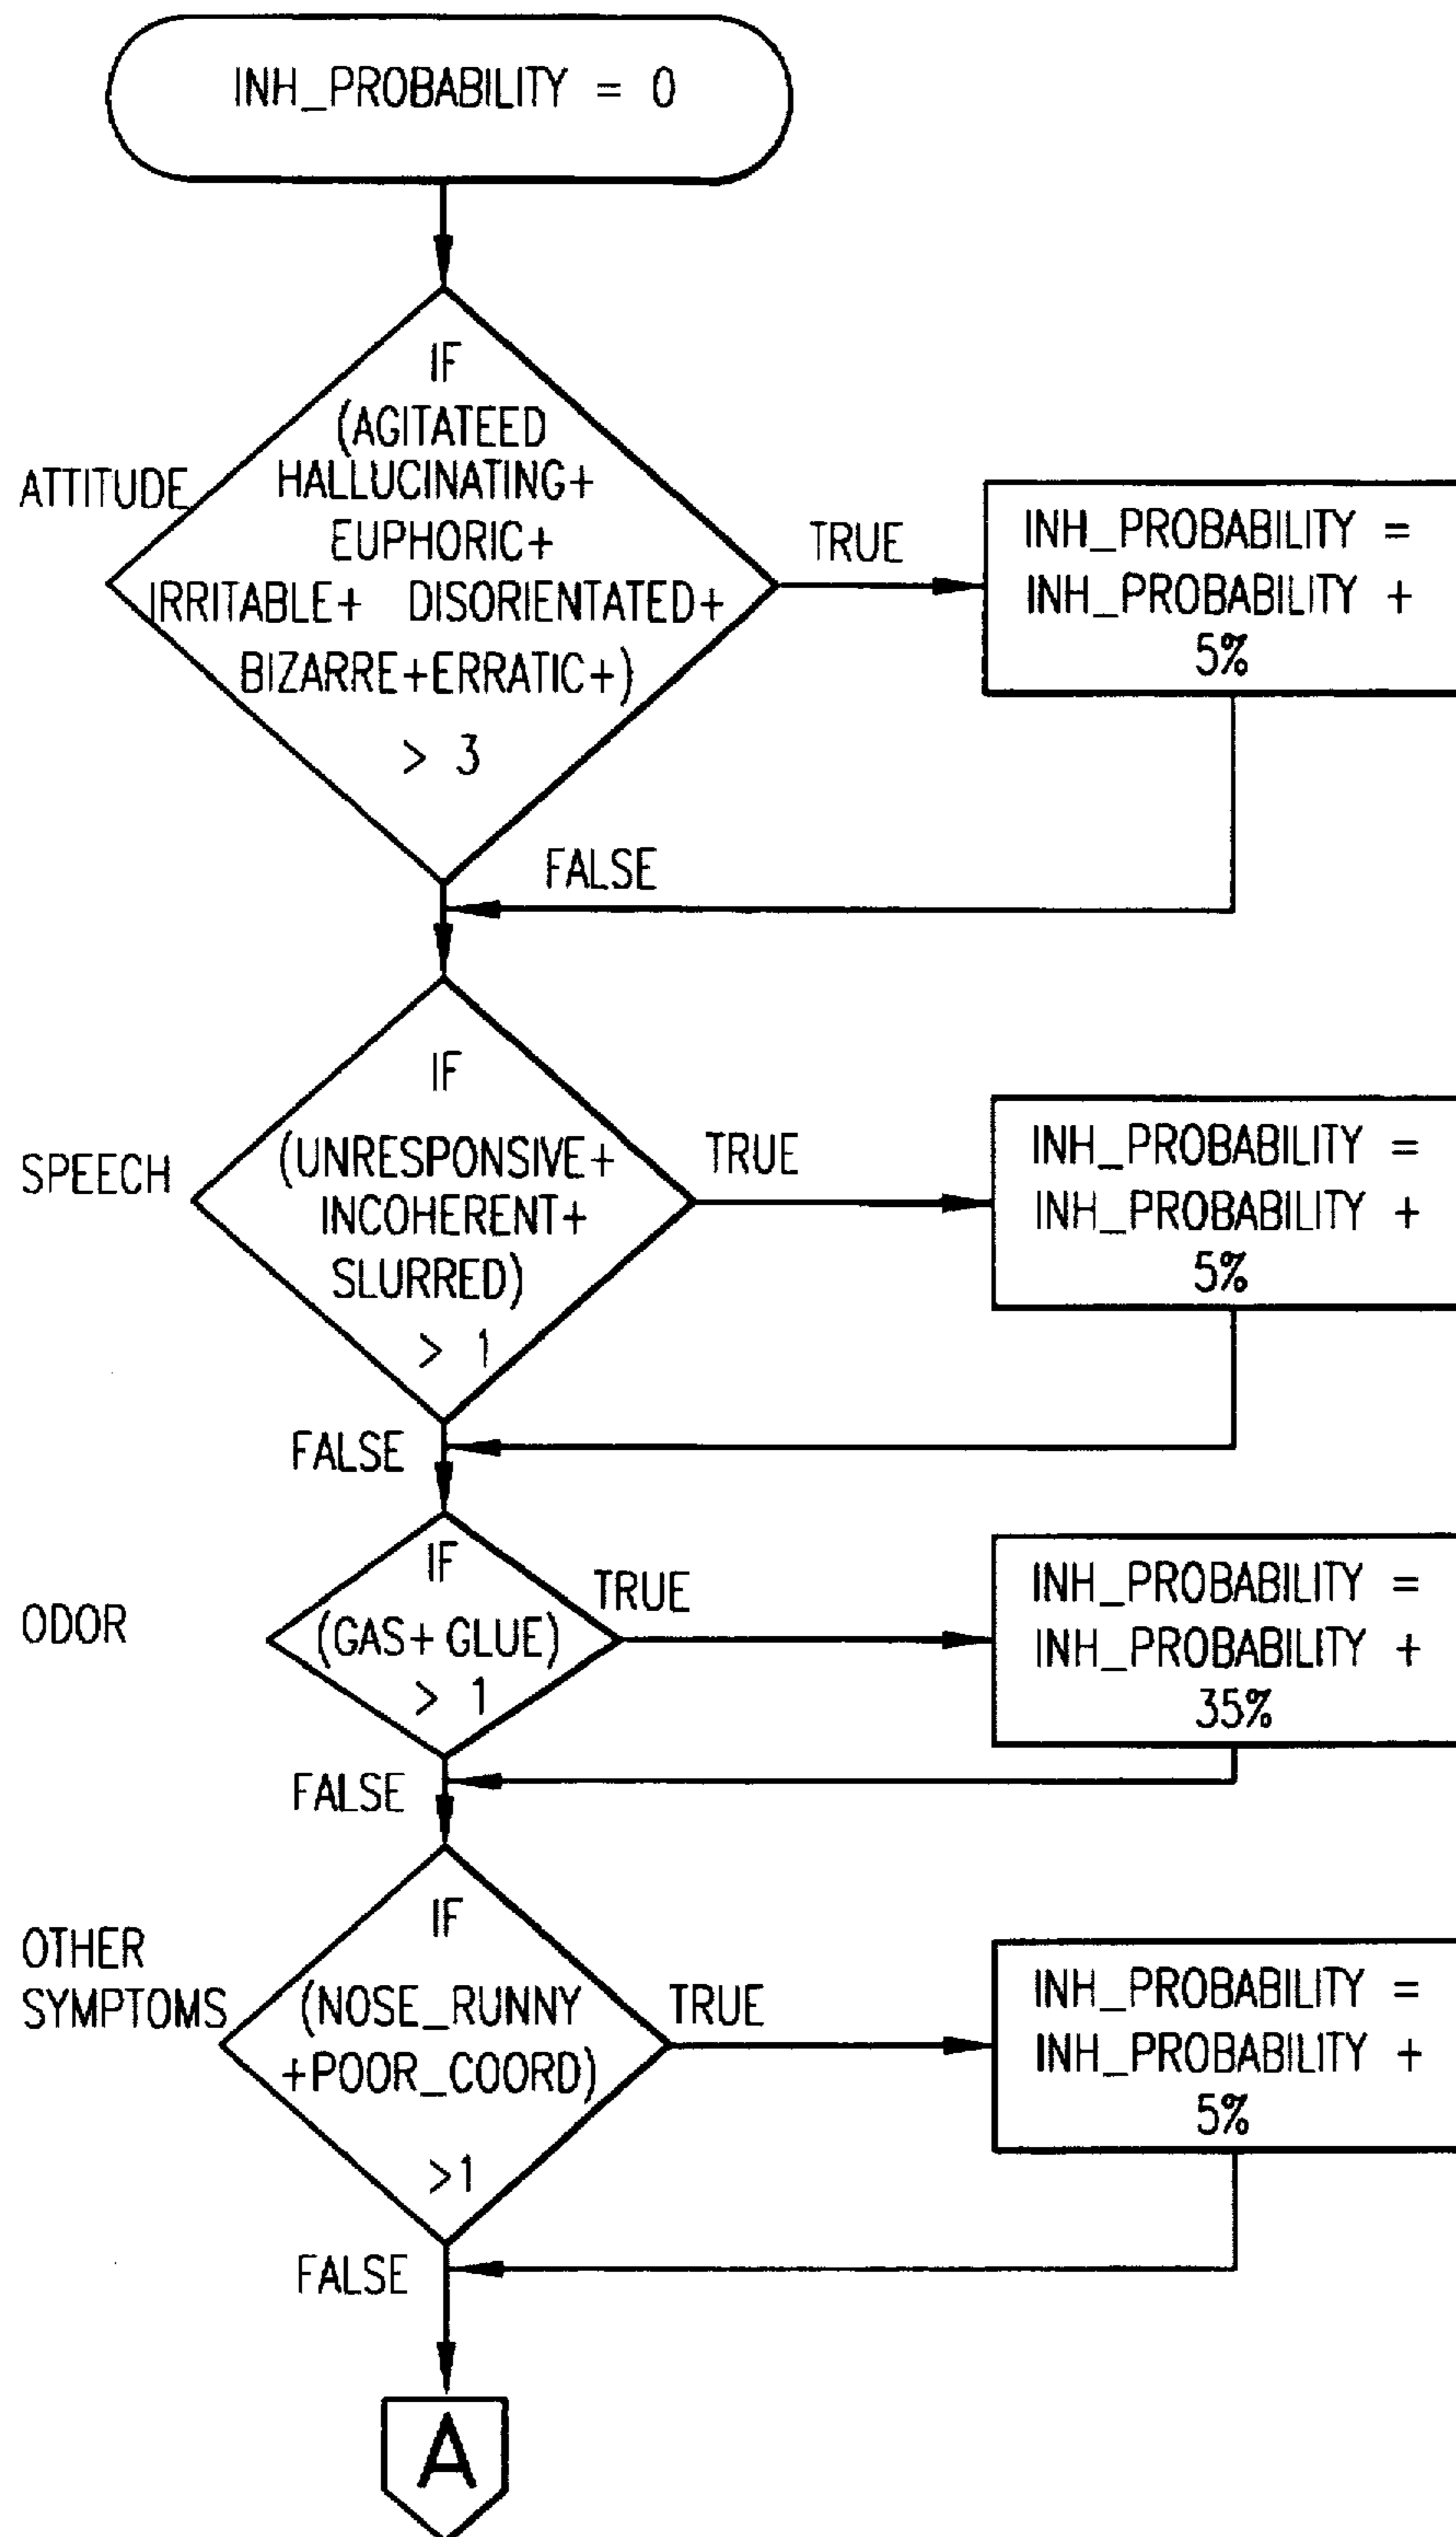 INH_PROBABILITY = 0
IF
(AGITATEED
HALLUCINATING+
EUPHORIC+
IRRITABLE+ DISORIENTATED+
BIZARRE+ERRATIC+)
> 3
ATTITUDE
TRUE
INH_PROBABILITY =
INH_PROBABILITY +
5%
FALSE
IF
(UNRESPONSIVE+
INCOHERENT+
SLURRED)
> 1
SPEECH
TRUE
INH_PROBABILITY =
INH_PROBABILITY +
5%
FALSE
IF
(GAS+ GLUE)
> 1
ODOR
TRUE
INH_PROBABILITY =
INH_PROBABILITY +
35%
FALSE
OTHER
SYMPTOMS
IF
(NOSE_RUNNY
+POOR_COORD)
>1
TRUE
INH_PROBABILITY =
INH_PROBABILITY +
5%
FALSE
A